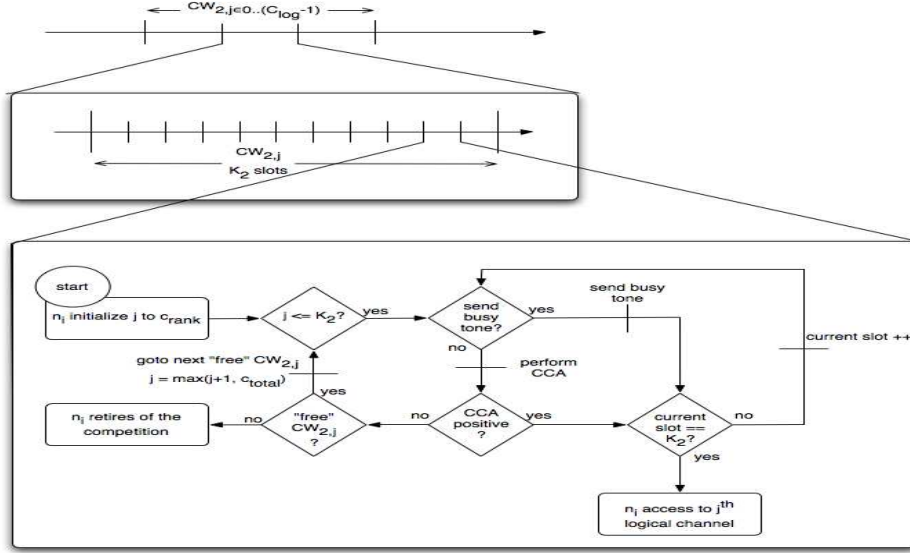 CW2,j∈0..(Clog-1)
CW2,j
K2 slots
start
ni initialize j to crank
j <= K2?
yes
send
busy
tone?
yes
send busy
tone
current slot ++
no
perform
CCA
goto next "free" CW2,j
j = max(j+1, ctotal)
yes
ni retires of the
competition
no
"free"
CW2,j
?
no
CCA
positive
?
yes
current
slot ==
K2?
no
yes
ni access to jth
logical channel